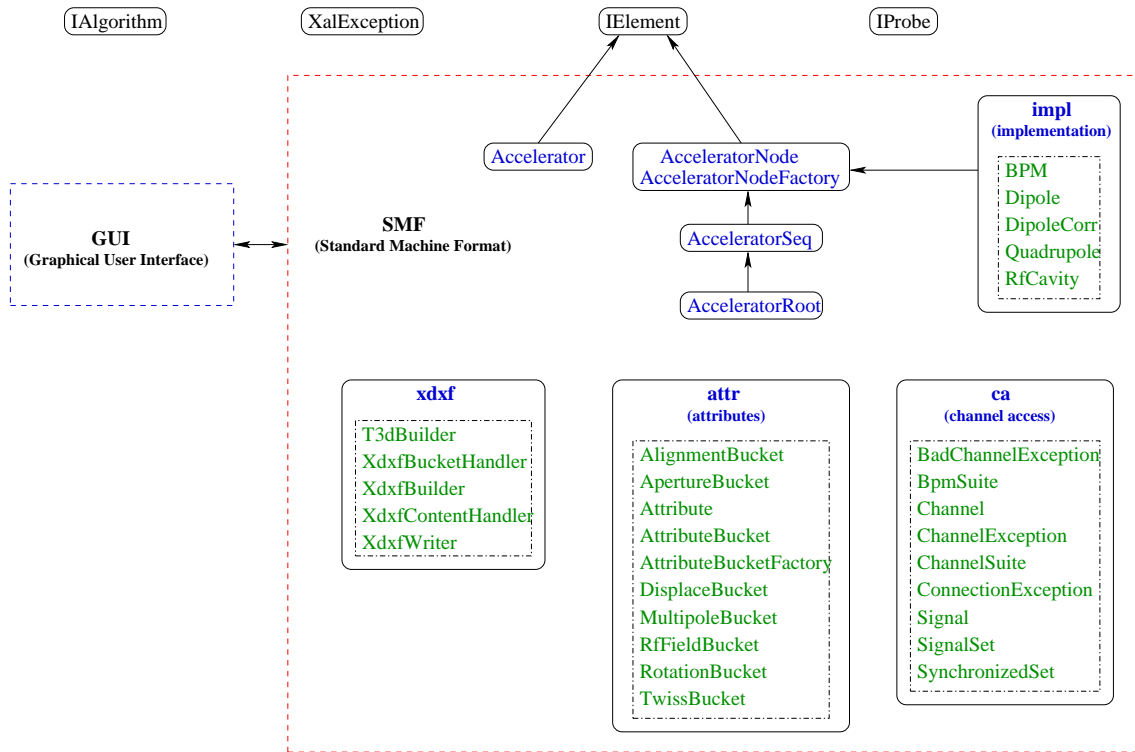 IAlgorithm
XalException
IElement
IProbe
impl
(implementation)
BPM
Dipole
DipoleCorr
Quadrupole
RfCavity
Accelerator
AcceleratorNode
AcceleratorNodeFactory
AcceleratorSeq
AcceleratorRoot
GUI
(Graphical User Interface)
SMF
(Standard Machine Format)
xdxf
T3dBuilder
XdxfBucketHandler
XdxfBuilder
XdxfContentHandler
XdxfWriter
attr
(attributes)
AlignmentBucket
ApertureBucket
Attribute
AttributeBucket
AttributeBucketFactory
DisplaceBucket
MultipoleBucket
RfFieldBucket
RotationBucket
TwissBucket
ca
(channel access)
BadChannelException
BpmSuite
Channel
ChannelException
ChannelSuite
ConnectionException
Signal
SignalSet
SynchronizedSet